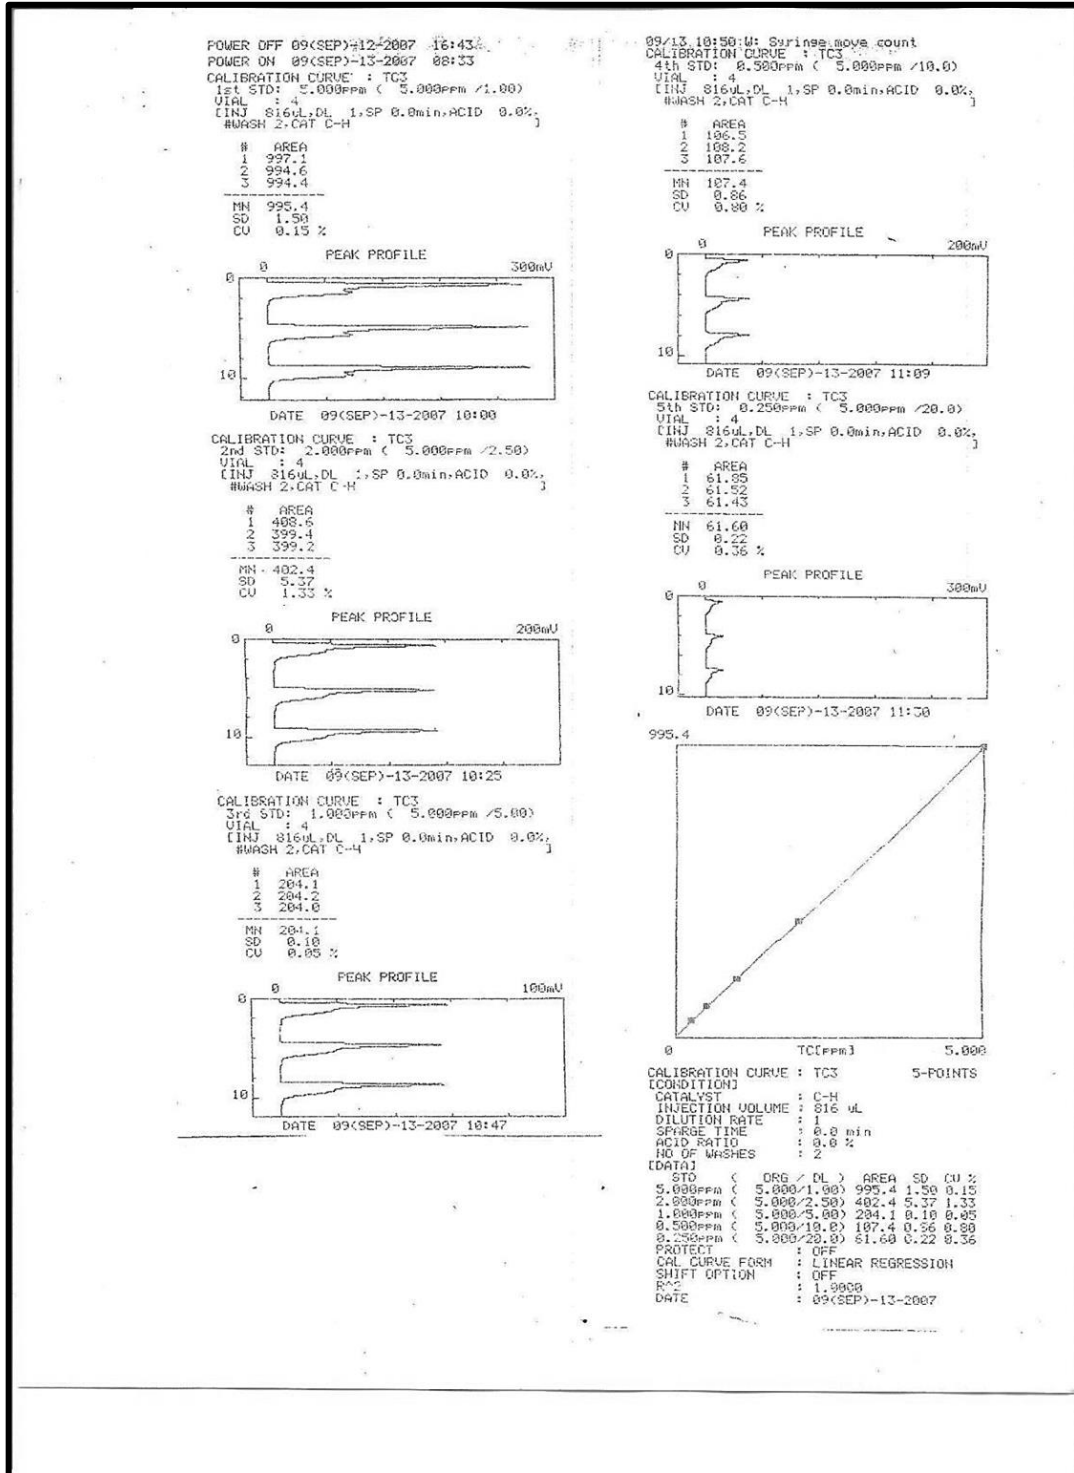 POWER OFF 09(SEP)-12-2007 16:43
POWER ON 09(SEP)-13-2007 08:33
CALIBRATION CURVE : TC3
1st STD: 5.000ppm ( 5.000ppm /1.00)
VIAL : 4
[INJ 816uL,DL 1,SP 0.0min,ACID 0.0%,
#WASH 2,CAT C-H ]
# AREA
1 997.1
2 994.6
3 994.4
MN 995.4
SD 1.50
CV 0.15 %
PEAK PROFILE
0 300mV
0
10
DATE 09(SEP)-13-2007 10:00
CALIBRATION CURVE : TC3
2nd STD: 2.000ppm ( 5.000ppm /2.50)
VIAL : 4
[INJ 816uL,DL 1,SP 0.0min,ACID 0.0%,
#WASH 2,CAT C-H ]
# AREA
1 408.6
2 399.4
3 399.2
MN 402.4
SD 5.37
CV 1.33 %
PEAK PROFILE
0 200mV
0
10
DATE 09(SEP)-13-2007 10:25
CALIBRATION CURVE : TC3
3rd STD: 1.000ppm ( 5.000ppm /5.00)
VIAL : 4
[INJ 816uL,DL 1,SP 0.0min,ACID 0.0%,
#WASH 2,CAT C-H ]
# AREA
1 204.1
2 204.2
3 204.0
MN 204.1
SD 0.10
CV 0.05 %
PEAK PROFILE
0 100mV
0
10
DATE 09(SEP)-13-2007 10:47
09/13 10:50 W: Syringe move count
CALIBRATION CURVE : TC3
4th STD: 0.500ppm ( 5.000ppm /10.0)
VIAL : 4
[INJ 816uL,DL 1,SP 0.0min,ACID 0.0%,
#WASH 2,CAT C-H ]
# AREA
1 106.5
2 108.2
3 107.6
MN 107.4
SD 0.86
CV 0.80 %
PEAK PROFILE
0 200mV
0
10
DATE 09(SEP)-13-2007 11:09
CALIBRATION CURVE : TC3
5th STD: 0.250ppm ( 5.000ppm /20.0)
VIAL : 4
[INJ 816uL,DL 1,SP 0.0min,ACID 0.0%,
#WASH 2,CAT C-H ]
# AREA
1 61.85
2 61.52
3 61.43
MN 61.60
SD 0.22
CV 0.36 %
PEAK PROFILE
0 300mV
0
10
DATE 09(SEP)-13-2007 11:30
995.4
0 TC[ppm] 5.000
CALIBRATION CURVE : TC3 5-POINTS
[CONDITION]
CATALYST : C-H
INJECTION VOLUME : 816 uL
DILUTION RATE : 1
SPARGE TIME : 0.0 min
ACID RATIO : 0.0 %
NO OF WASHES : 2
[DATA]
STD ( ORG / DL ) AREA SD CV %
5.000ppm ( 5.000/1.00) 995.4 1.50 0.15
2.000ppm ( 5.000/2.50) 402.4 5.37 1.33
1.000ppm ( 5.000/5.00) 204.1 0.10 0.05
0.500ppm ( 5.000/10.0) 107.4 0.86 0.80
0.250ppm ( 5.000/20.0) 61.60 0.22 0.36
PROTECT : OFF
CAL CURVE FORM : LINEAR REGRESSION
SHIFT OPTION : OFF
R^2 : 1.0000
DATE : 09(SEP)-13-2007